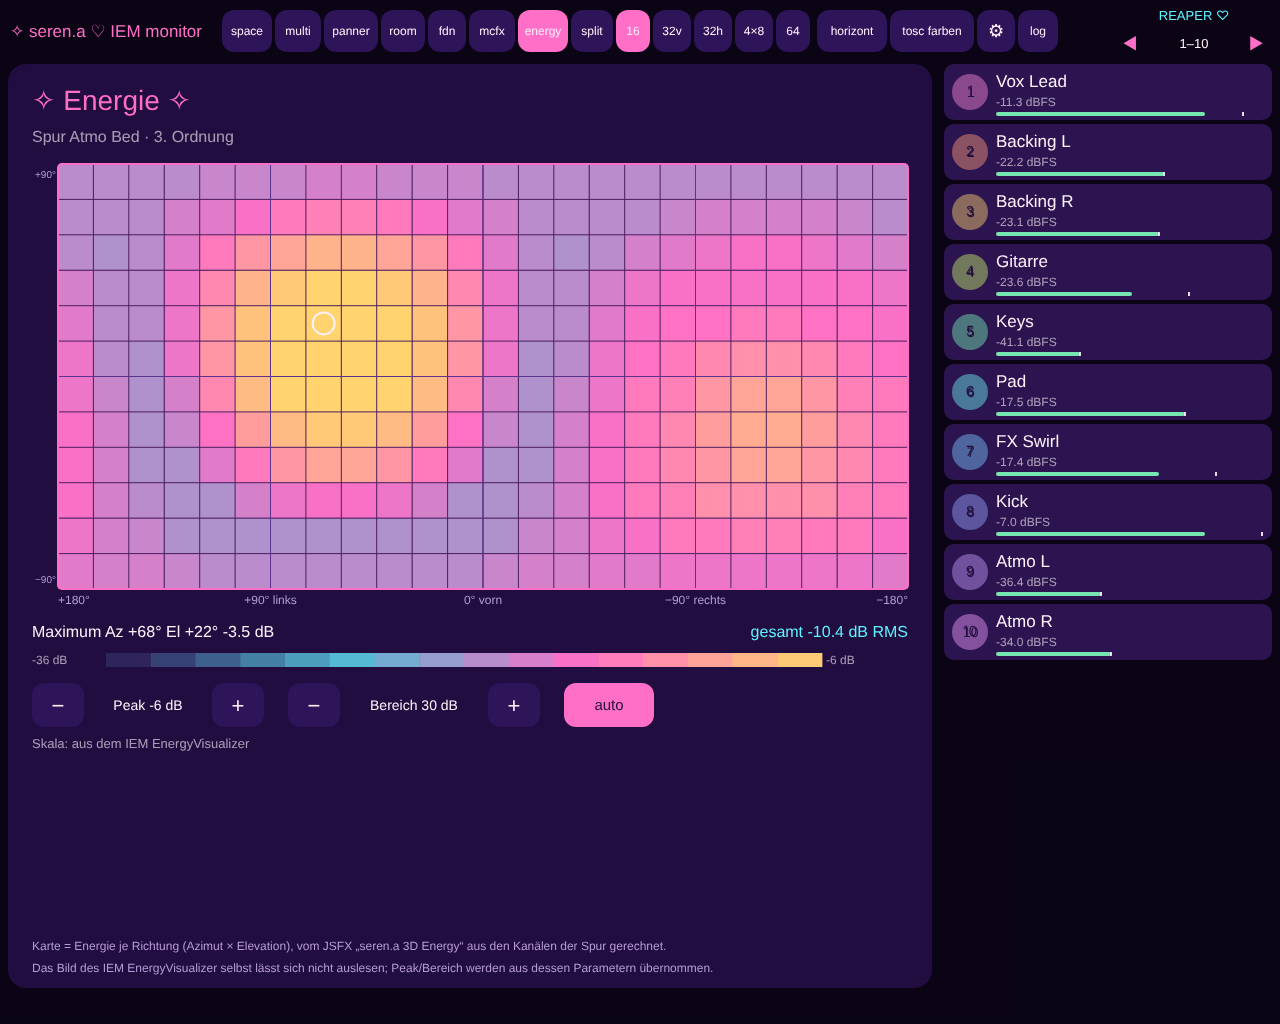 ✧ seren.a ♡ IEM monitor
space
multi
panner
room
fdn
mcfx
energy
split
16
32v
32h
4×8
64
horizont
tosc farben
⚙
log
REAPER ♡
◀ 1–10 ▶
✧ Energie ✧
Spur Atmo Bed · 3. Ordnung
+90°
−90°
+180°
+90° links
0° vorn
−90° rechts
−180°
Maximum Az +68° El +22° -3.5 dB
gesamt -10.4 dB RMS
-36 dB
-6 dB
− Peak -6 dB +
− Bereich 30 dB +
auto
Skala: aus dem IEM EnergyVisualizer
Karte = Energie je Richtung (Azimut × Elevation), vom JSFX „seren.a 3D Energy“ aus den Kanälen der Spur gerechnet.
Das Bild des IEM EnergyVisualizer selbst lässt sich nicht auslesen; Peak/Bereich werden aus dessen Parametern übernommen.
1
Vox Lead
-11.3 dBFS
2
Backing L
-22.2 dBFS
3
Backing R
-23.1 dBFS
4
Gitarre
-23.6 dBFS
5
Keys
-41.1 dBFS
6
Pad
-17.5 dBFS
7
FX Swirl
-17.4 dBFS
8
Kick
-7.0 dBFS
9
Atmo L
-36.4 dBFS
10
Atmo R
-34.0 dBFS